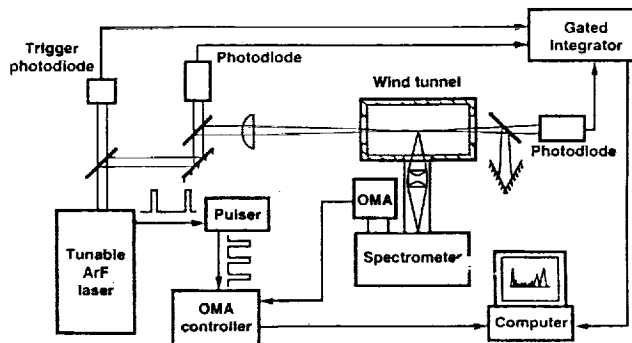 Trigger
photodiode
Photodiode
Gated
Integrator
Wind tunnel
Photodiode
OMA
Pulser
Tunable
ArF
laser
Spectrometer
OMA
controller
Computer